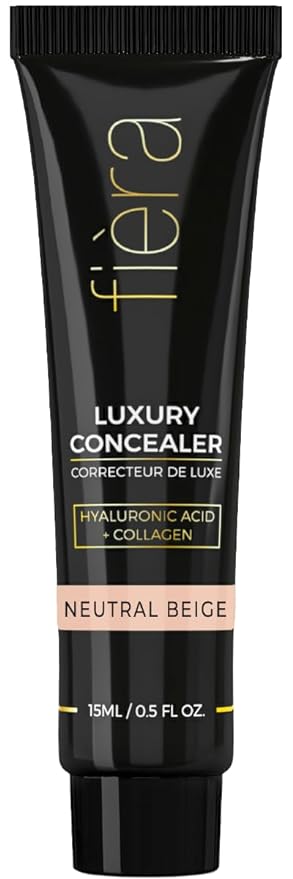 fièra
LUXURY
CONCEALER
CORRECTEUR DE LUXE
HYALURONIC ACID
+ COLLAGEN
NEUTRAL BEIGE
15ML / 0.5 FL OZ.